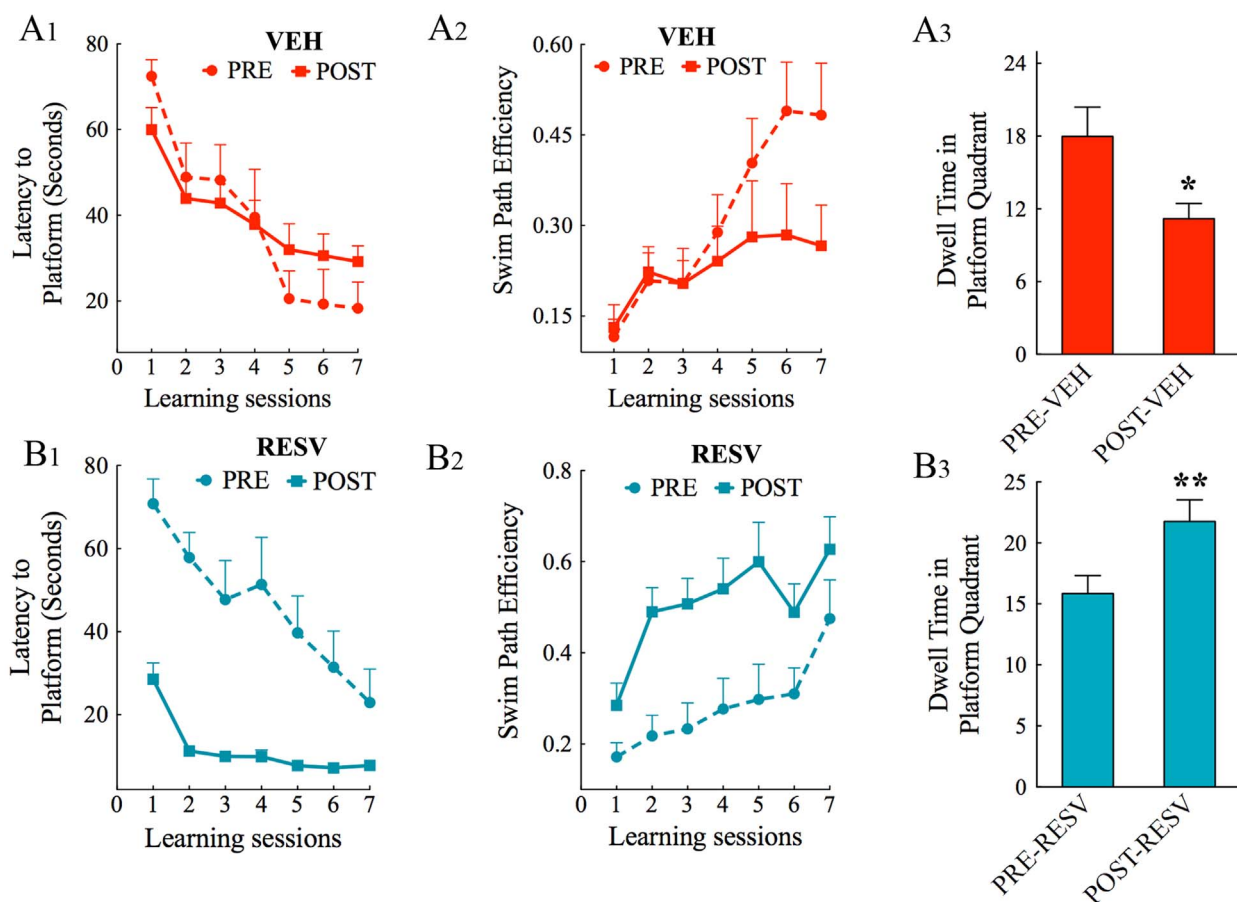 A1
VEH
PRE POST
Latency to
Platform (Seconds)
80
60
40
20
0 1 2 3 4 5 6 7
Learning sessions
A2
VEH
PRE POST
Swim Path Efficiency
0.60
0.45
0.30
0.15
1 2 3 4 5 6 7
Learning sessions
A3
Dwell Time in
Platform Quadrant
24
18
12
6
0
*
PRE-VEH
POST-VEH
B1
RESV
PRE POST
Latency to
Platform (Seconds)
80
60
40
20
0 1 2 3 4 5 6 7
Learning sessions
B2
RESV
PRE POST
Swim Path Efficiency
0.8
0.6
0.4
0.2
0 1 2 3 4 5 6 7
Learning sessions
B3
Dwell Time in
Platform Quadrant
25
20
15
10
5
0
**
PRE-RESV
POST-RESV